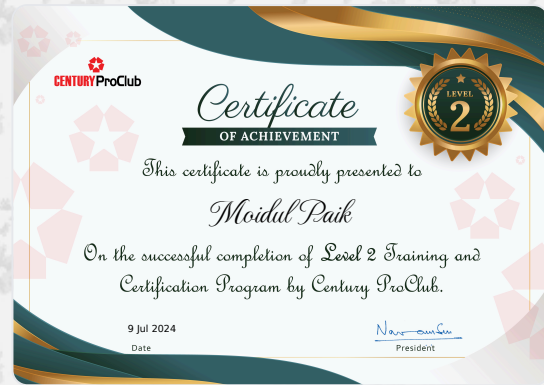 CENTURY ProClub
Certificate
OF ACHIEVEMENT
LEVEL
2
This certificate is proudly presented to
Moidul Paik
On the successful completion of Level 2 Training and
Certification Program by Century ProClub.
9 Jul 2024
Date
President